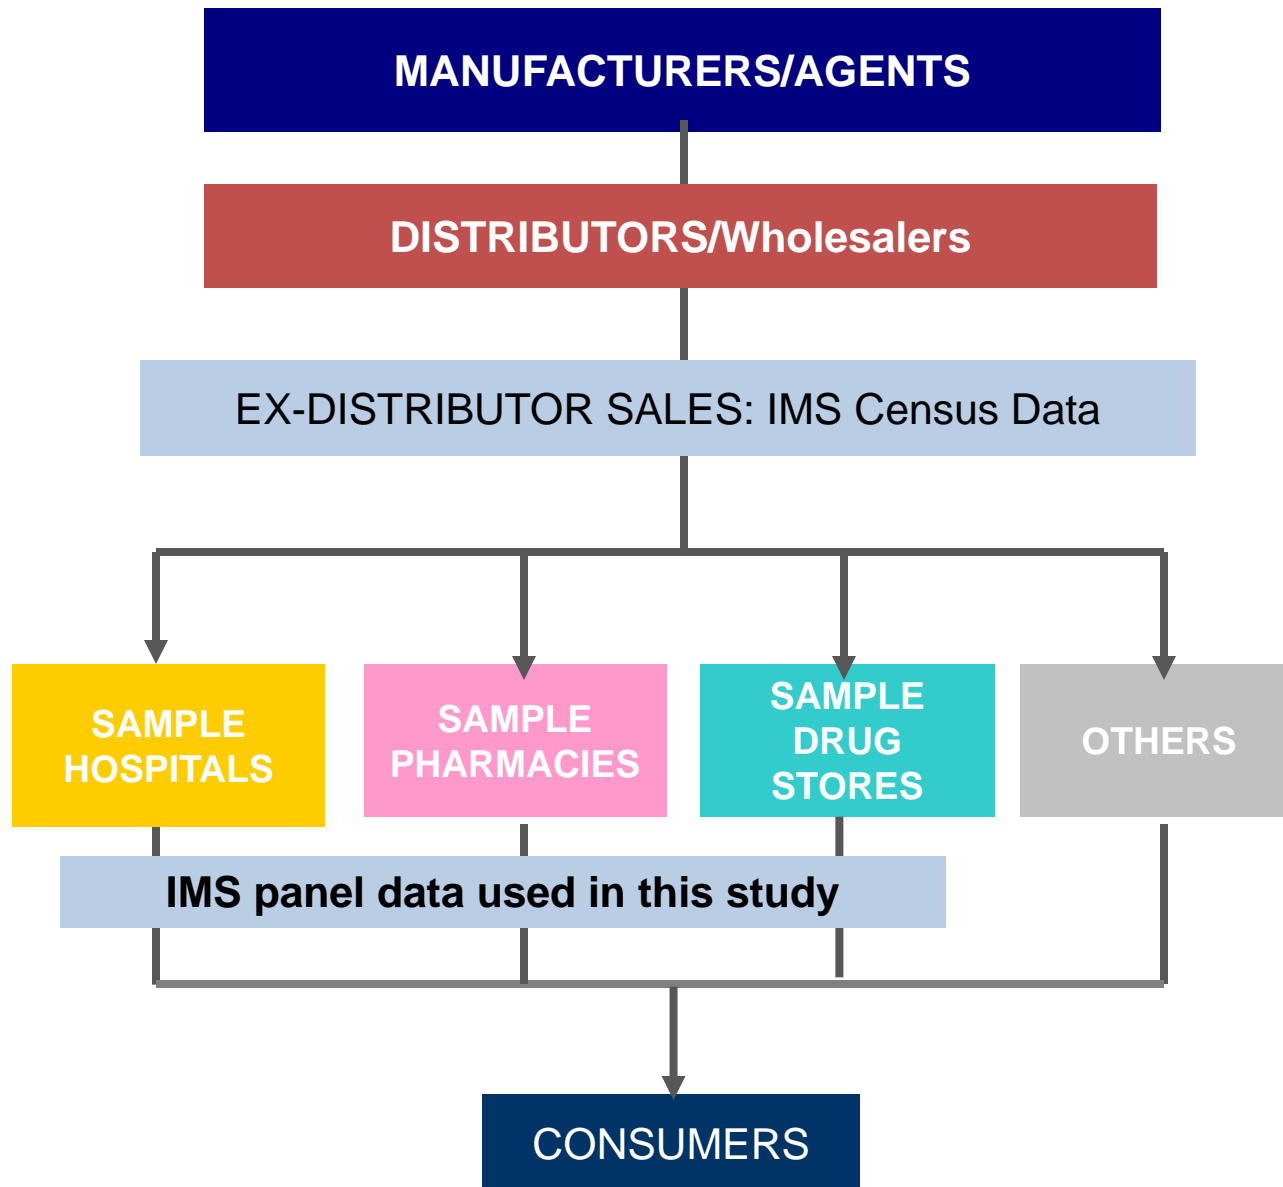 MANUFACTURERS/AGENTS
DISTRIBUTORS/Wholesalers
EX-DISTRIBUTOR SALES: IMS Census Data
SAMPLE
HOSPITALS
SAMPLE
PHARMACIES
SAMPLE
DRUG
STORES
OTHERS
IMS panel data used in this study
CONSUMERS